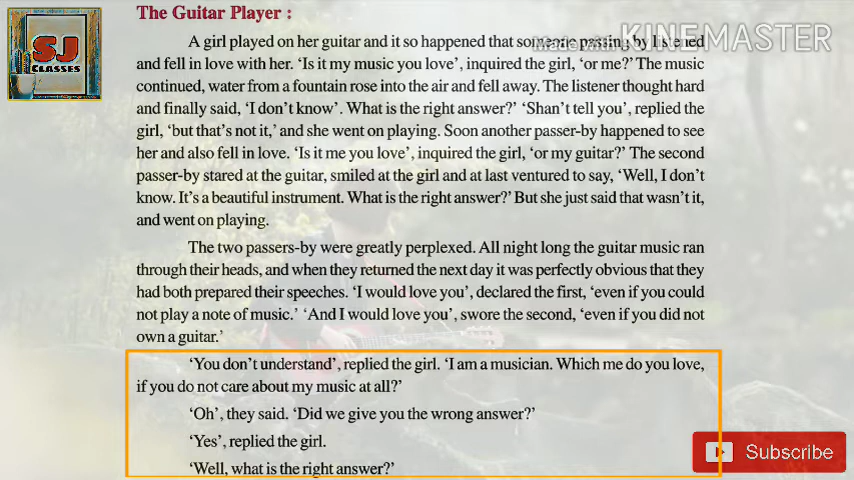 The Guitar Player :
SJ
CLASSES
Made with KINEMASTER
A girl played on her guitar and it so happened that someone passing by listened
and fell in love with her. ‘Is it my music you love’, inquired the girl, ‘or me?’ The music
continued, water from a fountain rose into the air and fell away. The listener thought hard
and finally said, ‘I don’t know’. What is the right answer?’ ‘Shan’t tell you’, replied the
girl, ‘but that’s not it,’ and she went on playing. Soon another passer-by happened to see
her and also fell in love. ‘Is it me you love’, inquired the girl, ‘or my guitar?’ The second
passer-by stared at the guitar, smiled at the girl and at last ventured to say, ‘Well, I don’t
know. It’s a beautiful instrument. What is the right answer?’ But she just said that wasn’t it,
and went on playing.
The two passers-by were greatly perplexed. All night long the guitar music ran
through their heads, and when they returned the next day it was perfectly obvious that they
had both prepared their speeches. ‘I would love you’, declared the first, ‘even if you could
not play a note of music.’ ‘And I would love you’, swore the second, ‘even if you did not
own a guitar.’
‘You don’t understand’, replied the girl. ‘I am a musician. Which me do you love,
if you do not care about my music at all?’
‘Oh’, they said. ‘Did we give you the wrong answer?’
‘Yes’, replied the girl.
Subscribe
‘Well, what is the right answer?’